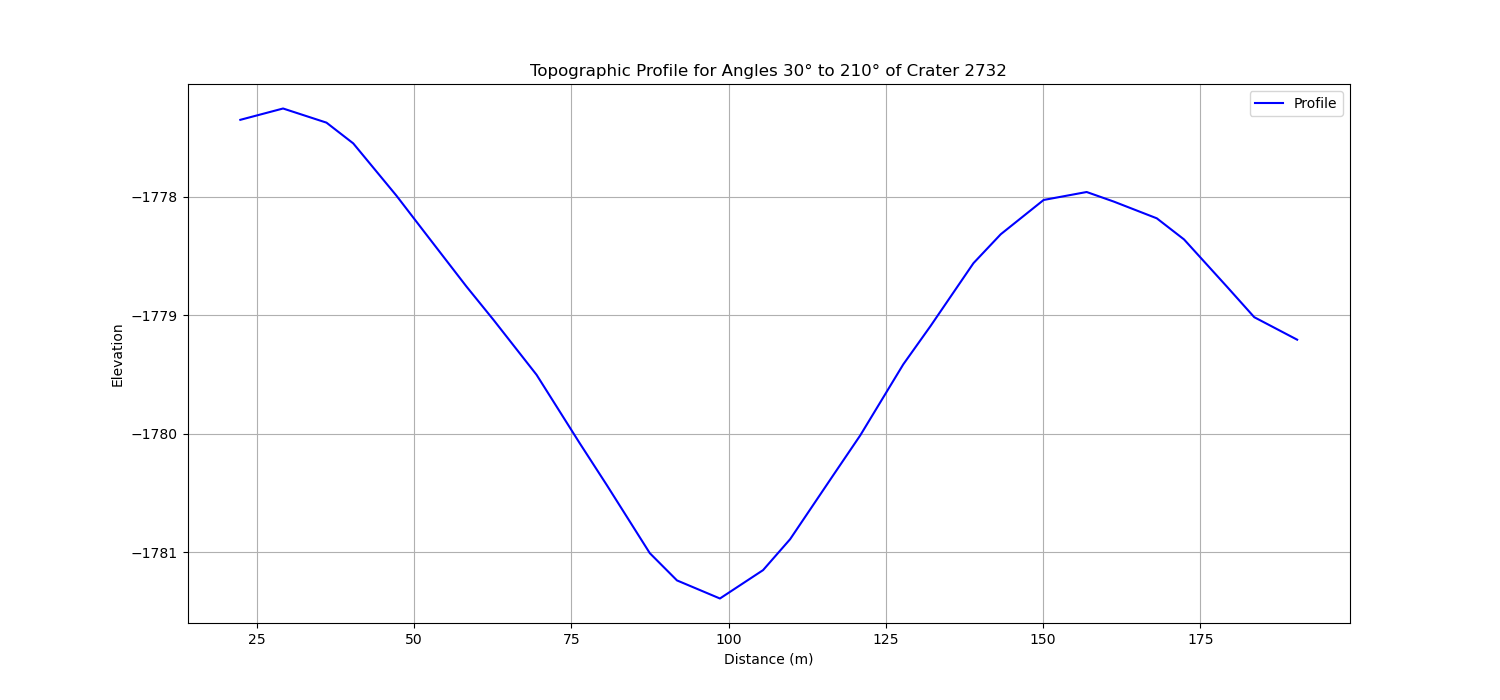 Topographic Profile for Angles 30° to 210° of Crater 2732
Profile
−1778
−1779
−1780
−1781
Elevation
25 50 75 100 125 150 175
Distance (m)